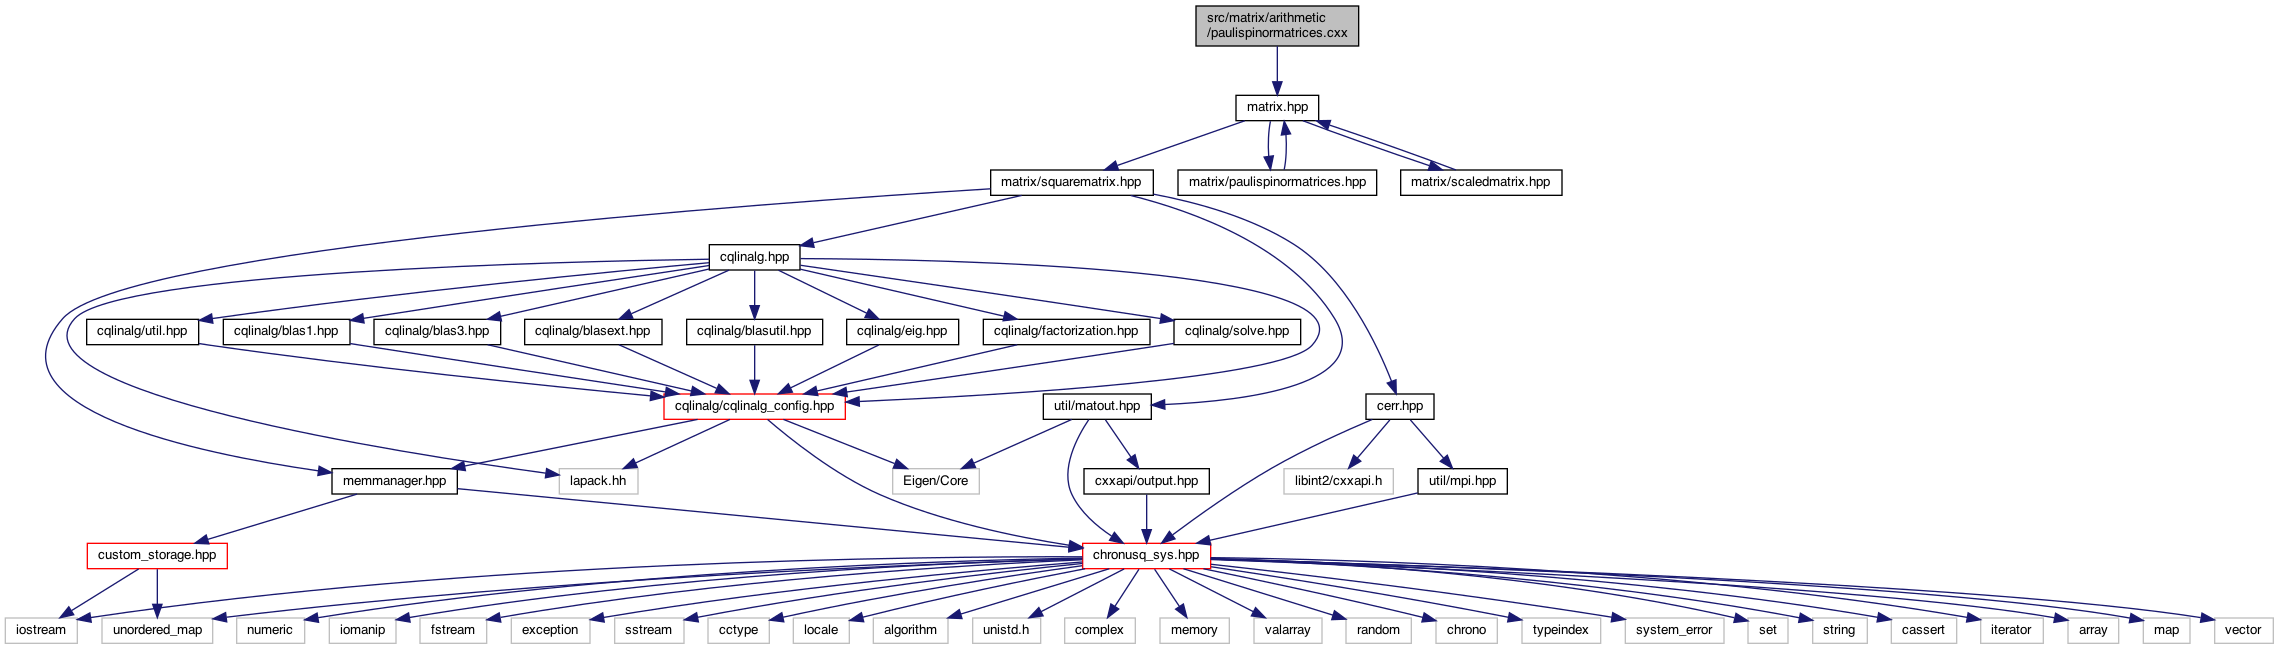 src/matrix/arithmetic
/paulispinormatrices.cxx
matrix.hpp
matrix/squarematrix.hpp
matrix/paulispinormatrices.hpp
matrix/scaledmatrix.hpp
cqlinalg.hpp
cqlinalg/util.hpp
cqlinalg/blas1.hpp
cqlinalg/blas3.hpp
cqlinalg/blasext.hpp
cqlinalg/blasutil.hpp
cqlinalg/eig.hpp
cqlinalg/factorization.hpp
cqlinalg/solve.hpp
cqlinalg/cqlinalg_config.hpp
util/matout.hpp
cerr.hpp
memmanager.hpp
lapack.hh
Eigen/Core
cxxapi/output.hpp
libint2/cxxapi.h
util/mpi.hpp
custom_storage.hpp
chronusq_sys.hpp
iostream
unordered_map
numeric
iomanip
fstream
exception
sstream
cctype
locale
algorithm
unistd.h
complex
memory
valarray
random
chrono
typeindex
system_error
set
string
cassert
iterator
array
map
vector